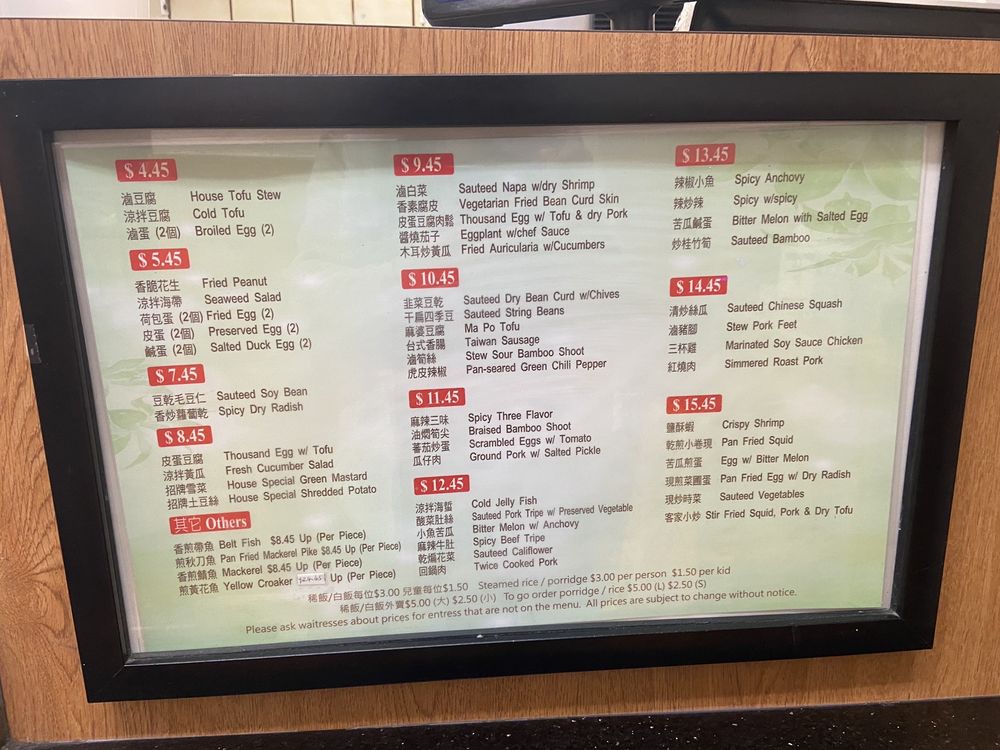 $ 4.45
滷豆腐 House Tofu Stew
涼拌豆腐 Cold Tofu
滷蛋 (2個) Broiled Egg (2)
$ 5.45
香脆花生 Fried Peanut
涼拌海帶 Seaweed Salad
荷包蛋 (2個) Fried Egg (2)
皮蛋 (2個) Preserved Egg (2)
鹹蛋 (2個) Salted Duck Egg (2)
$ 7.45
豆乾毛豆仁 Sauteed Soy Bean
香炒蘿蔔乾 Spicy Dry Radish
$ 8.45
皮蛋豆腐 Thousand Egg w/ Tofu
涼拌黃瓜 Fresh Cucumber Salad
招牌雪菜 House Special Green Mastard
招牌土豆絲 House Special Shredded Potato
其它 Others
香煎帶魚 Belt Fish $8.45 Up (Per Piece)
煎秋刀魚 Pan Fried Mackerel Pike $8.45 Up (Per Piece)
香煎鯖魚 Mackerel $8.45 Up (Per Piece)
煎黃花魚 Yellow Croaker $24.45 Up (Per Piece)
$ 9.45
滷白菜 Sauteed Napa w/dry Shrimp
香素腐皮 Vegetarian Fried Bean Curd Skin
皮蛋豆腐肉鬆 Thousand Egg w/ Tofu & dry Pork
醬燒茄子 Eggplant w/chef Sauce
木耳炒黃瓜 Fried Auricularia w/Cucumbers
$ 10.45
韭菜豆乾 Sauteed Dry Bean Curd w/Chives
干扁四季豆 Sauteed String Beans
麻婆豆腐 Ma Po Tofu
台式香腸 Taiwan Sausage
滷筍絲 Stew Sour Bamboo Shoot
虎皮辣椒 Pan-seared Green Chili Pepper
$ 11.45
麻辣三味 Spicy Three Flavor
油燜筍尖 Braised Bamboo Shoot
蕃茄炒蛋 Scrambled Eggs w/ Tomato
瓜仔肉 Ground Pork w/ Salted Pickle
$ 12.45
涼拌海蜇 Cold Jelly Fish
酸菜肚絲 Sauteed Pork Tripe w/ Preserved Vegetable
小魚苦瓜 Bitter Melon w/ Anchovy
麻辣牛肚 Spicy Beef Tripe
乾煸花菜 Sauteed Califlower
回鍋肉 Twice Cooked Pork
$ 13.45
辣椒小魚 Spicy Anchovy
辣炒辣 Spicy w/spicy
苦瓜鹹蛋 Bitter Melon with Salted Egg
炒桂竹筍 Sauteed Bamboo
$ 14.45
清炒絲瓜 Sauteed Chinese Squash
滷豬腳 Stew Pork Feet
三杯雞 Marinated Soy Sauce Chicken
紅燒肉 Simmered Roast Pork
$ 15.45
鹽酥蝦 Crispy Shrimp
乾煎小卷現 Pan Fried Squid
苦瓜煎蛋 Egg w/ Bitter Melon
現煎菜圃蛋 Pan Fried Egg w/ Dry Radish
現炒時菜 Sauteed Vegetables
客家小炒 Stir Fried Squid, Pork & Dry Tofu
稀飯/白飯每位$3.00 兒童每位$1.50 Steamed rice / porridge $3.00 per person $1.50 per kid
稀飯/白飯外賣$5.00 (大) $2.50 (小) To go order porridge / rice $5.00 (L) $2.50 (S)
Please ask waitresses about prices for entress that are not on the menu. All prices are subject to change without notice.